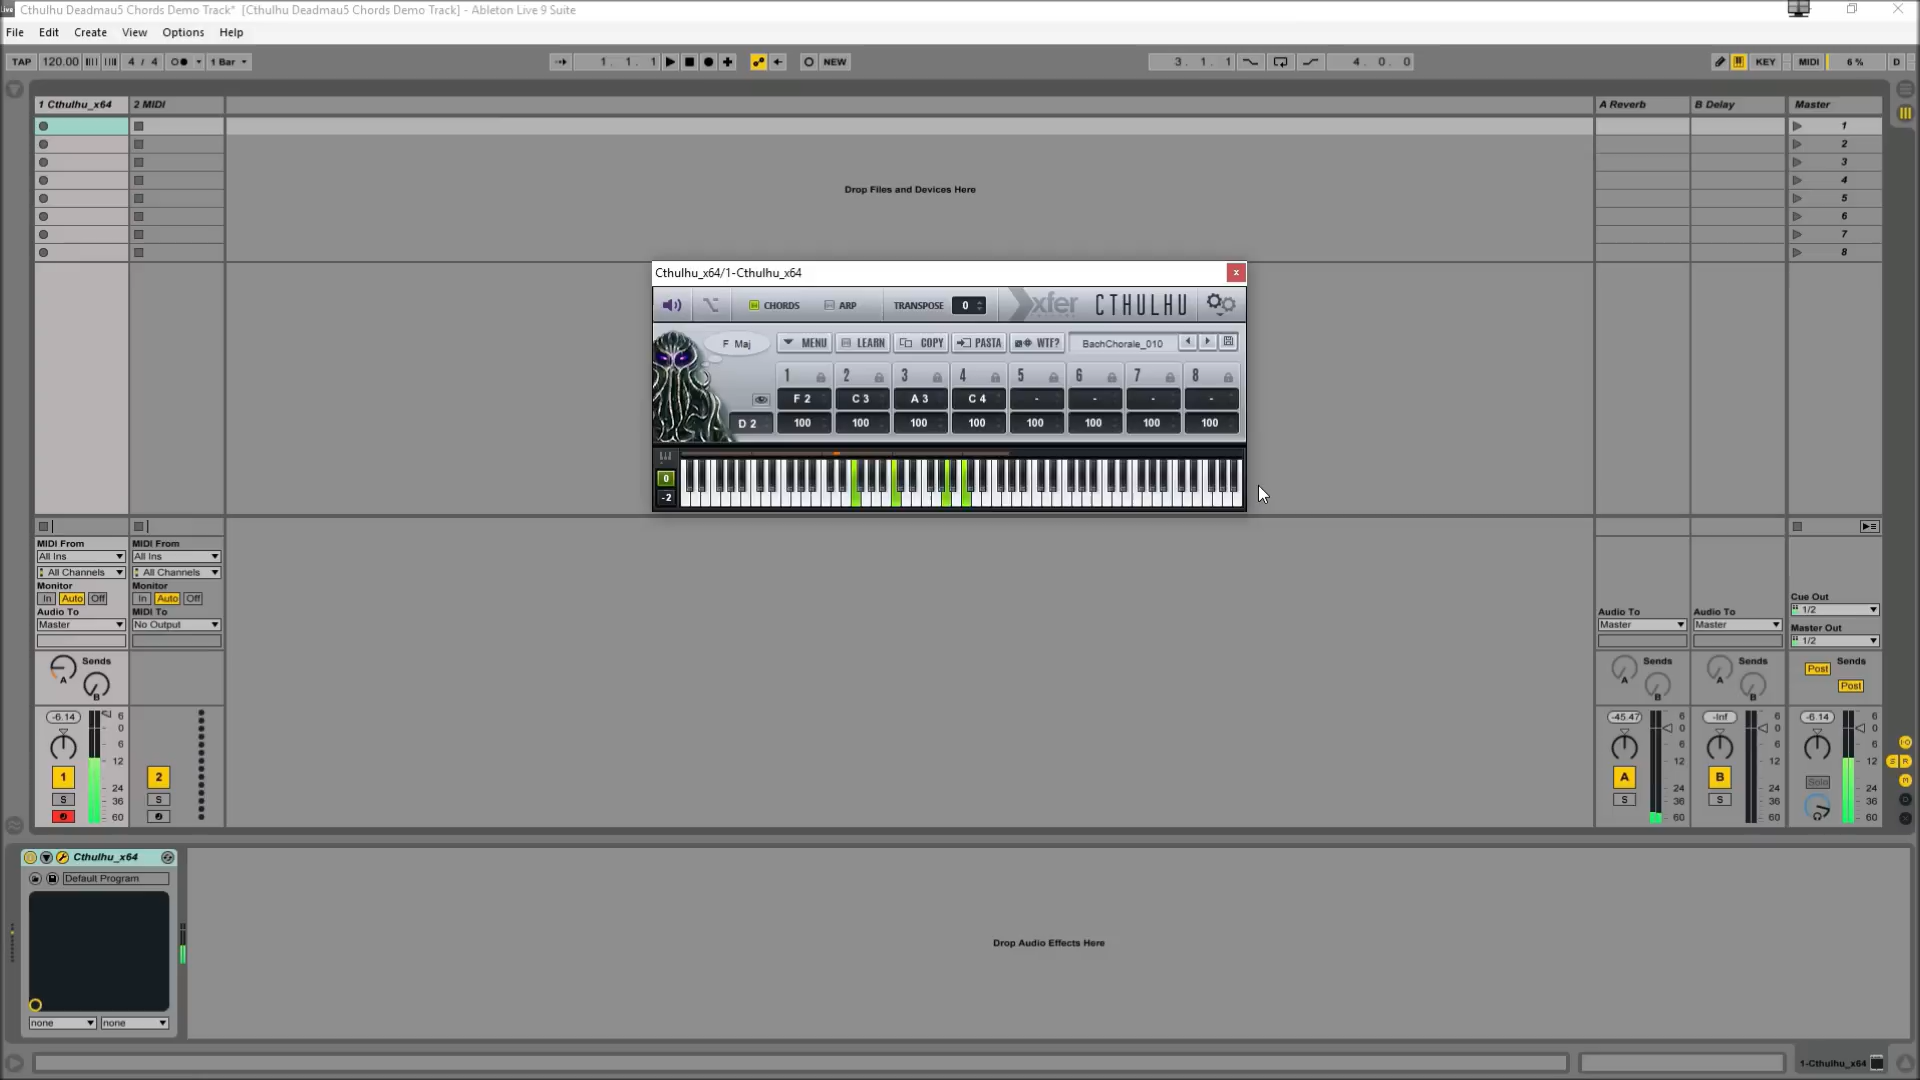 Live Cthulhu Deadmau5 Chords Demo Track* [Cthulhu Deadmau5 Chords Demo Track] - Ableton Live 9 Suite
File Edit Create View Options Help
TAP 120.00 4 / 4 1 Bar 1. 1. 1 NEW 3. 1. 1 4. 0. 0 KEY MIDI 6 % D
1 Cthulhu_x64 2 MIDI A Reverb B Delay Master
1
2
Drop Files and Devices Here
3
4
5
6
7
8
Cthulhu_x64/1-Cthulhu_x64 x
CHORDS ARP TRANSPOSE 0 xfer CTHULHU
F Maj MENU LEARN COPY PASTA WTF? BachChorale_010
1 2 3 4 5 6 7 8
F 2 C 3 A 3 C 4 - - - -
D 2 100 100 100 100 100 100 100 100
0
-2
MIDI From MIDI From
All Ins All Ins
All Channels All Channels
Monitor Monitor
In Auto Off In Auto Off
Cue Out
1/2
Audio To MIDI To Audio To Audio To
Master No Output Master Master
Master Out
1/2
Sends Sends Sends Post Sends
A B A B A B Post
-6.14 6 -45.47 6 -Inf 6 -6.14 6
0 0 0 0
6 6 6 6
12 12 12 12
1 2 A B
24 24 24 24
Solo
S S S S
36 36 36 36
60 60 60 60
Cthulhu_x64
Default Program
Drop Audio Effects Here
none none
1-Cthulhu_x64